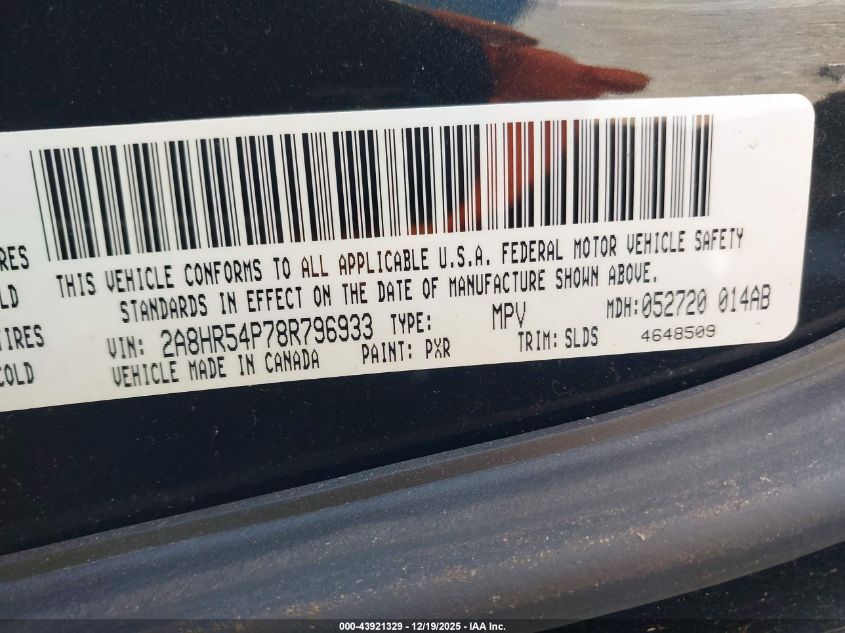 THIS VEHICLE CONFORMS TO ALL APPLICABLE U.S.A. FEDERAL MOTOR VEHICLE SAFETY
STANDARDS IN EFFECT ON THE DATE OF MANUFACTURE SHOWN ABOVE.
VIN: 2A8HR54P78R796933 TYPE: MPV MDH:052720 014AB
VEHICLE MADE IN CANADA PAINT: PXR TRIM: SLDS 4648509
IRES
OLD
TIRES
COLD
000-43921329 - 12/19/2025 - IAA Inc.